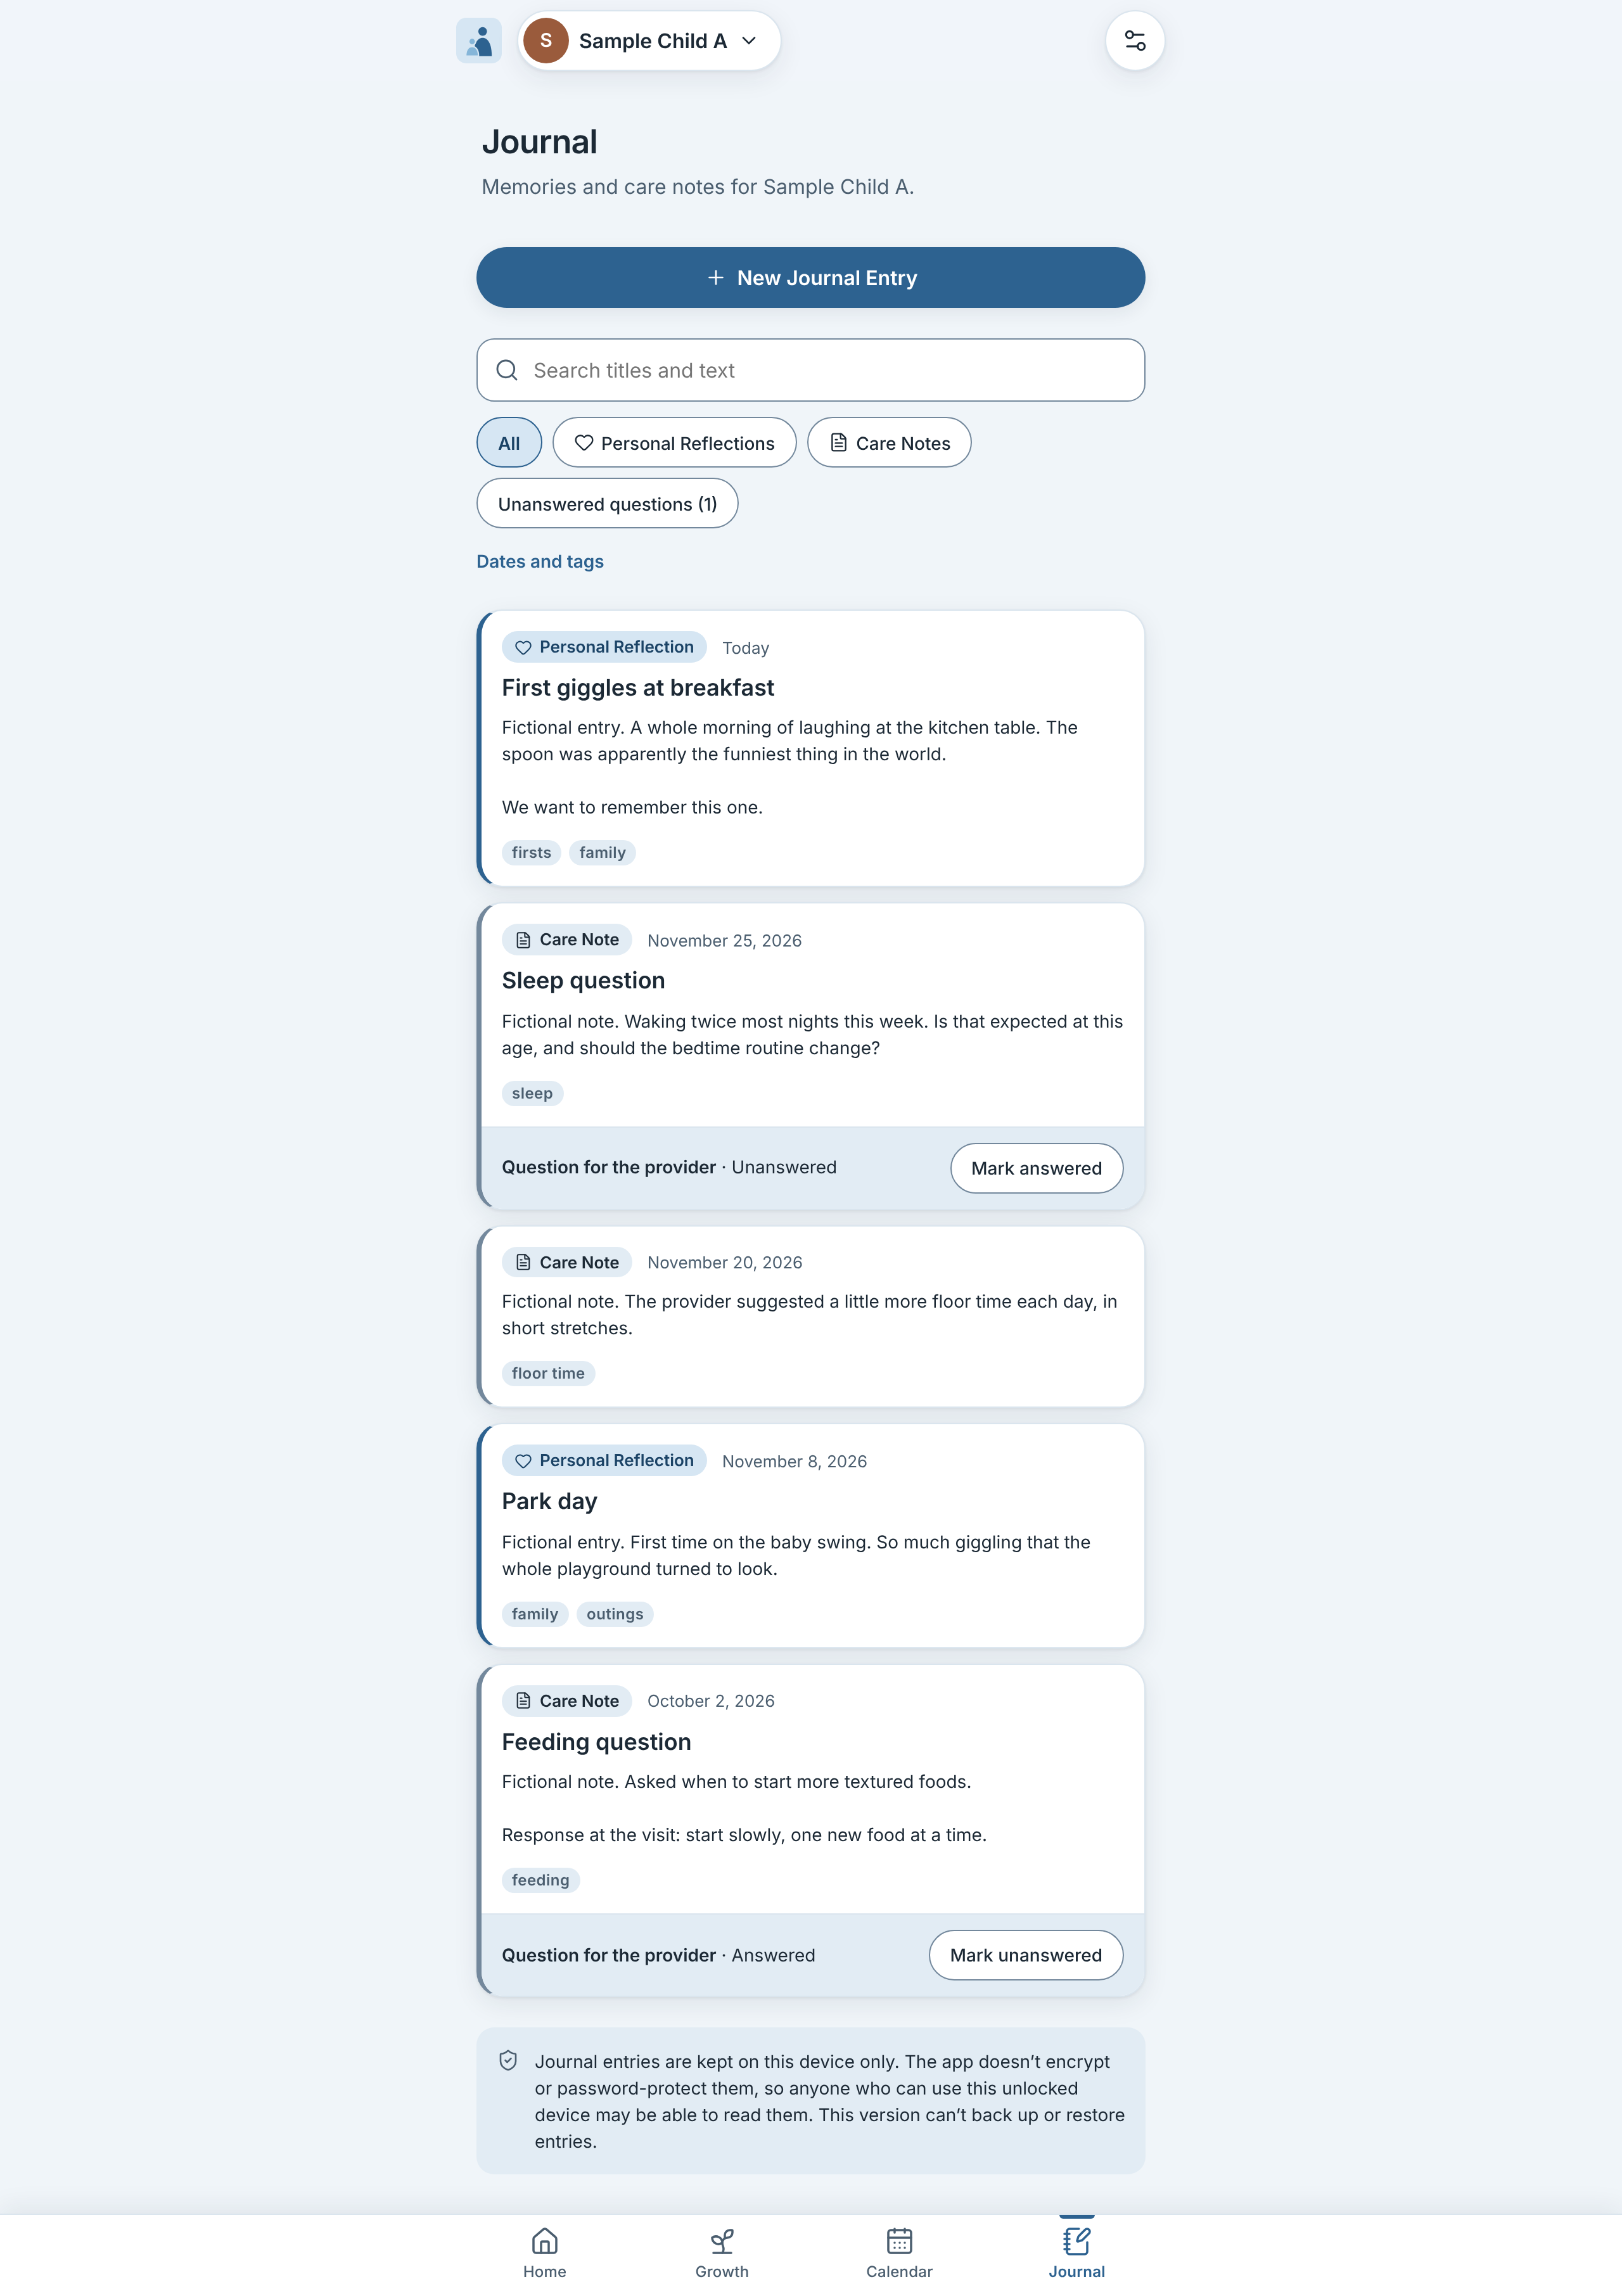 S Sample Child A
Journal
Memories and care notes for Sample Child A.
+ New Journal Entry
Search titles and text
All Personal Reflections Care Notes
Unanswered questions (1)
Dates and tags
Personal Reflection Today
First giggles at breakfast
Fictional entry. A whole morning of laughing at the kitchen table. The
spoon was apparently the funniest thing in the world.
We want to remember this one.
firsts family
Care Note November 25, 2026
Sleep question
Fictional note. Waking twice most nights this week. Is that expected at this
age, and should the bedtime routine change?
sleep
Question for the provider · Unanswered Mark answered
Care Note November 20, 2026
Fictional note. The provider suggested a little more floor time each day, in
short stretches.
floor time
Personal Reflection November 8, 2026
Park day
Fictional entry. First time on the baby swing. So much giggling that the
whole playground turned to look.
family outings
Care Note October 2, 2026
Feeding question
Fictional note. Asked when to start more textured foods.
Response at the visit: start slowly, one new food at a time.
feeding
Question for the provider · Answered Mark unanswered
Journal entries are kept on this device only. The app doesn’t encrypt
or password-protect them, so anyone who can use this unlocked
device may be able to read them. This version can’t back up or restore
entries.
Home Growth Calendar Journal